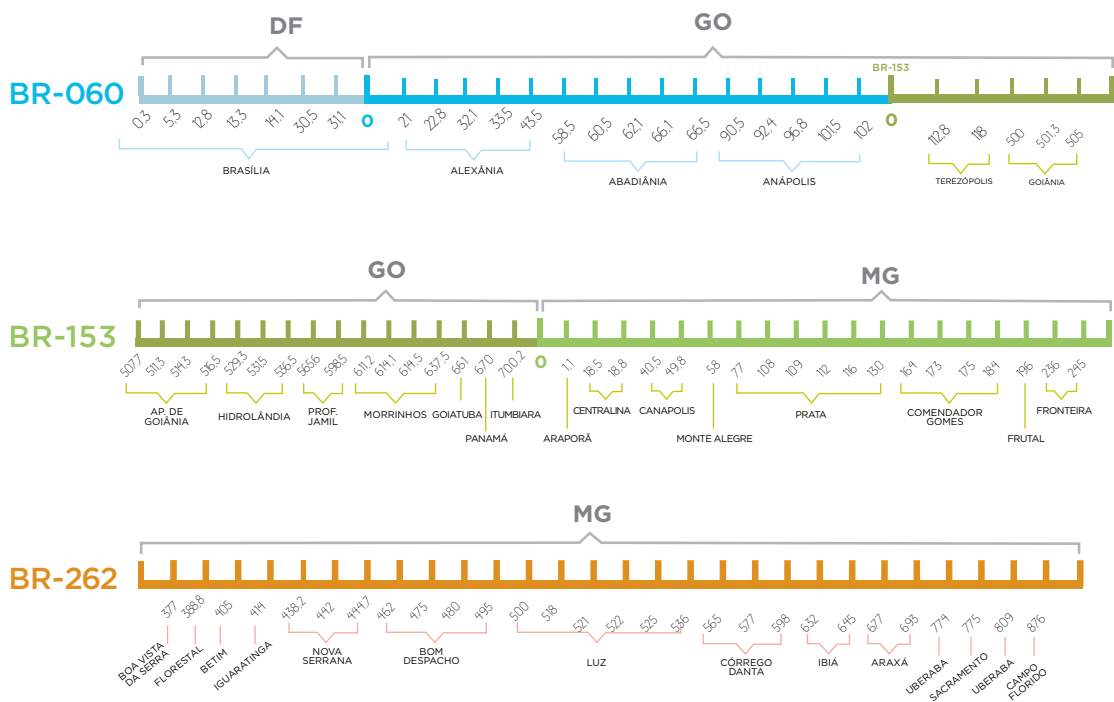 DF
GO
BR-060
BR-153
0,3 5,3 12,8 13,3 14,1 30,5 31,1 0 21 22,8 32,1 33,5 43,5 58,5 60,5 62,1 66,1 66,5 90,5 92,4 96,8 101,5 102 0 112,8 118 500 501,3 505
BRASÍLIA
ALEXÂNIA
ABADIÂNIA
ANÁPOLIS
TEREZÓPOLIS
GOIÂNIA
GO
MG
BR-153
507,7 511,3 514,3 516,5 529,3 531,5 536,5 565,6 598,5 611,2 614,1 614,5 637,5 661 670 700,2 0 1,1 18,5 18,8 40,5 49,8 58 77 108 109 112 116 130 164 173 175 184 196 236 245
AP. DE
GOIÂNIA
HIDROLÂNDIA
PROF.
JAMIL
MORRINHOS
GOIATUBA
PANAMÁ
ITUMBIARA
ARAPORÃ
CENTRALINA
CANAPOLIS
MONTE ALEGRE
PRATA
COMENDADOR
GOMES
FRUTAL
FRONTEIRA
MG
BR-262
377 388,8 405 414 438,2 442 444,7 462 475 480 495 500 518 521 522 525 536 565 577 598 632 645 677 693 774 775 809 876
BOA VISTA
DA SERRA
FLORESTAL
BETIM
IGUARATINGA
NOVA
SERRANA
BOM
DESPACHO
LUZ
CÓRREGO
DANTA
IBIÁ
ARAXÁ
UBERABA
SACRAMENTO
UBERABA
CAMPO
FLORIDO